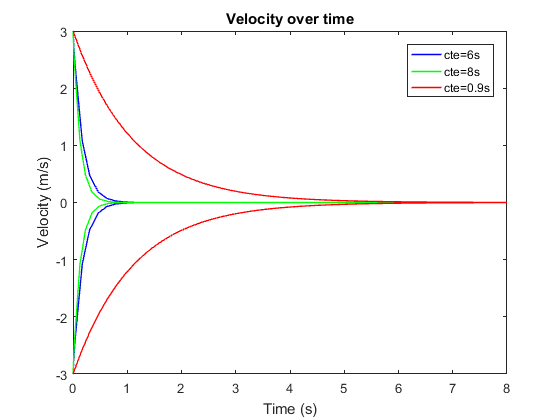 Velocity over time
cte=6s
cte=8s
cte=0.9s
3
2
1
0
-1
-2
-3
Velocity (m/s)
0 1 2 3 4 5 6 7 8
Time (s)